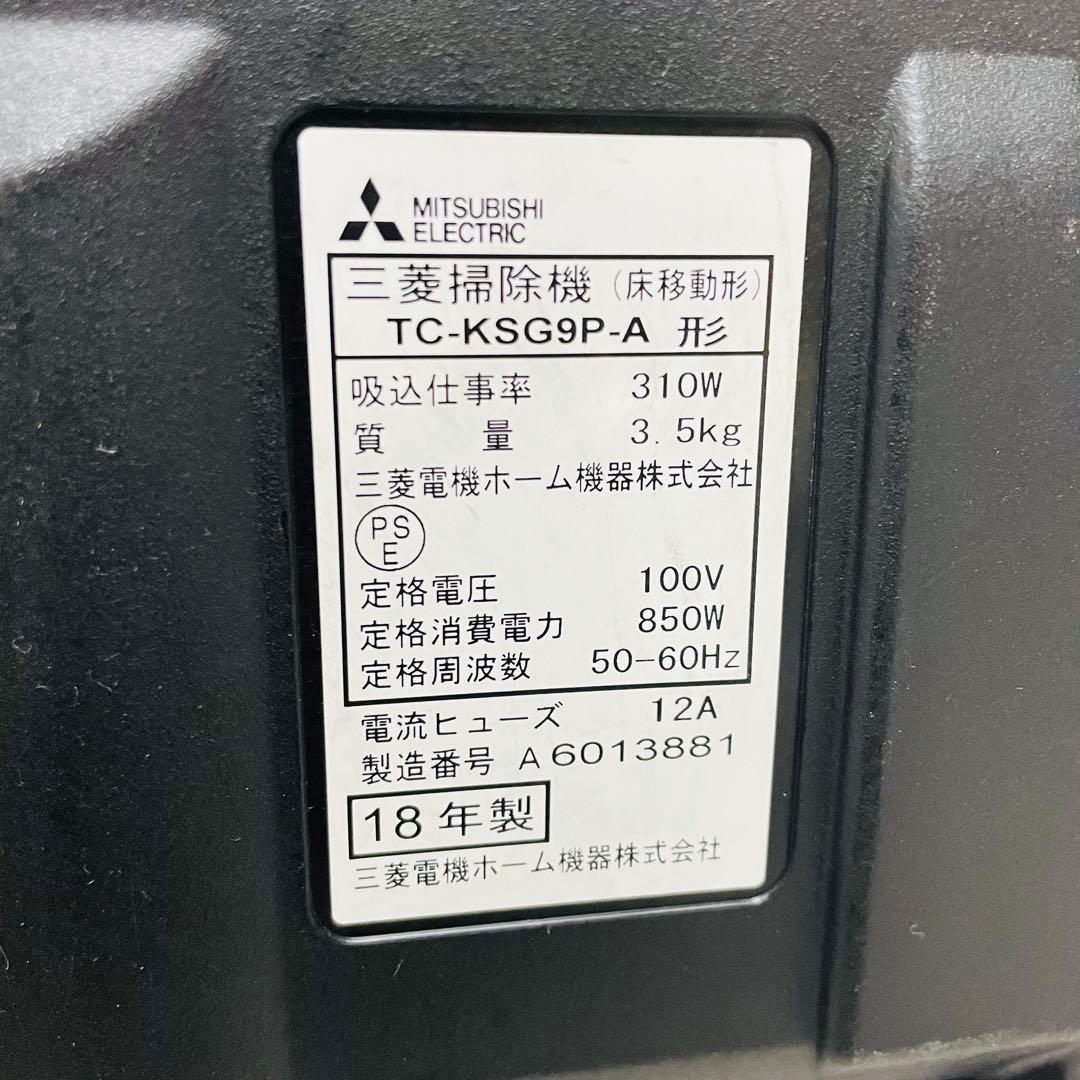 MITSUBISHI
ELECTRIC
三菱掃除機（床移動形）
TC-KSG9P-A 形
吸込仕事率 310W
質 量 3.5kg
三菱電機ホーム機器株式会社
PS
E
定格電圧 100V
定格消費電力 850W
定格周波数 50-60Hz
電流ヒューズ 12A
製造番号 A6013881
18年製
三菱電機ホーム機器株式会社